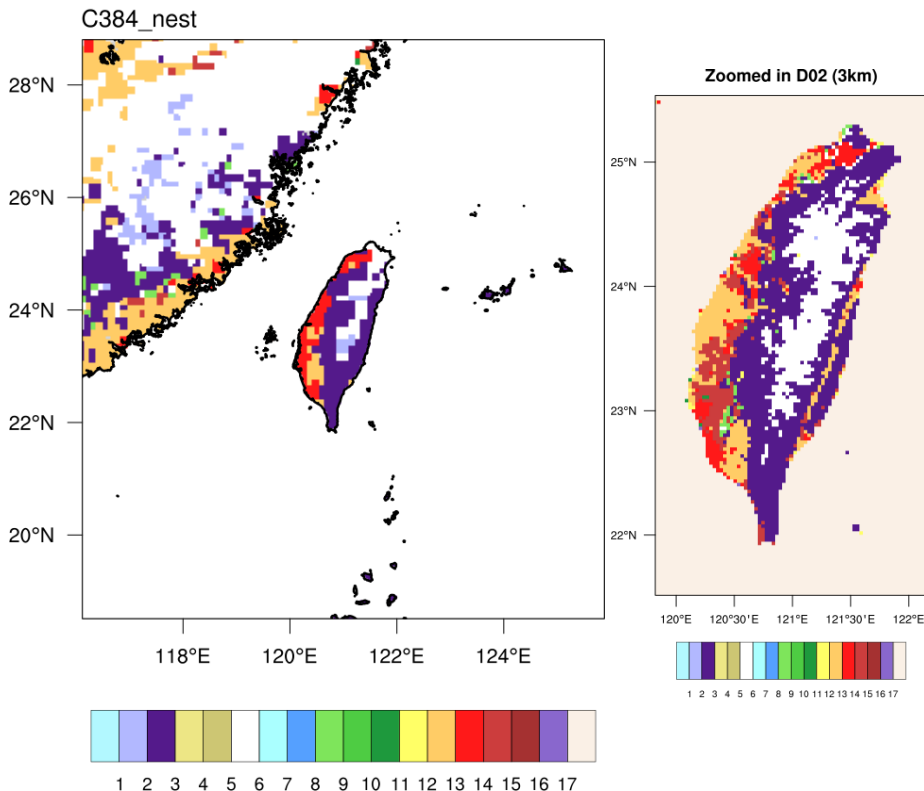 C384_nest
28°N
26°N
24°N
22°N
20°N
118°E 120°E 122°E 124°E
1 2 3 4 5 6 7 8 9 10 11 12 13 14 15 16 17
Zoomed in D02 (3km)
25°N
24°N
23°N
22°N
120°E 120°30'E 121°E 121°30'E 122°E
1 2 3 4 5 6 7 8 9 10 11 12 13 14 15 16 17